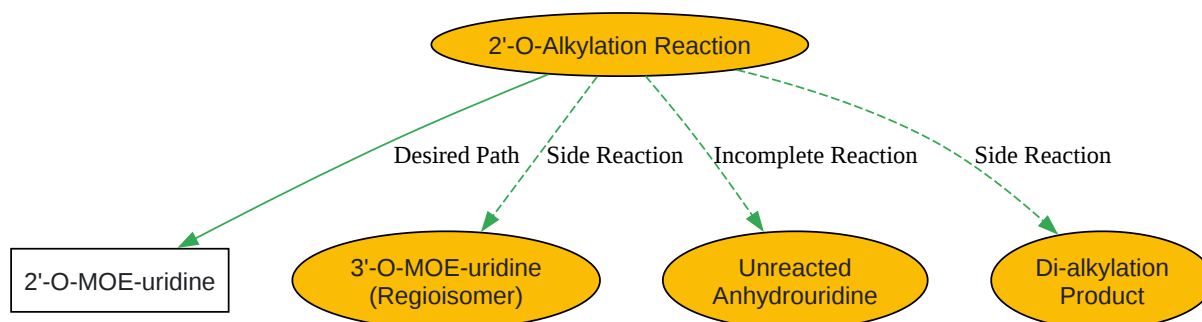 2'-O-Alkylation Reaction
Desired Path
Side Reaction
Incomplete Reaction
Side Reaction
2'-O-MOE-uridine
3'-O-MOE-uridine
(Regioisomer)
Unreacted
Anhydrouridine
Di-alkylation
Product